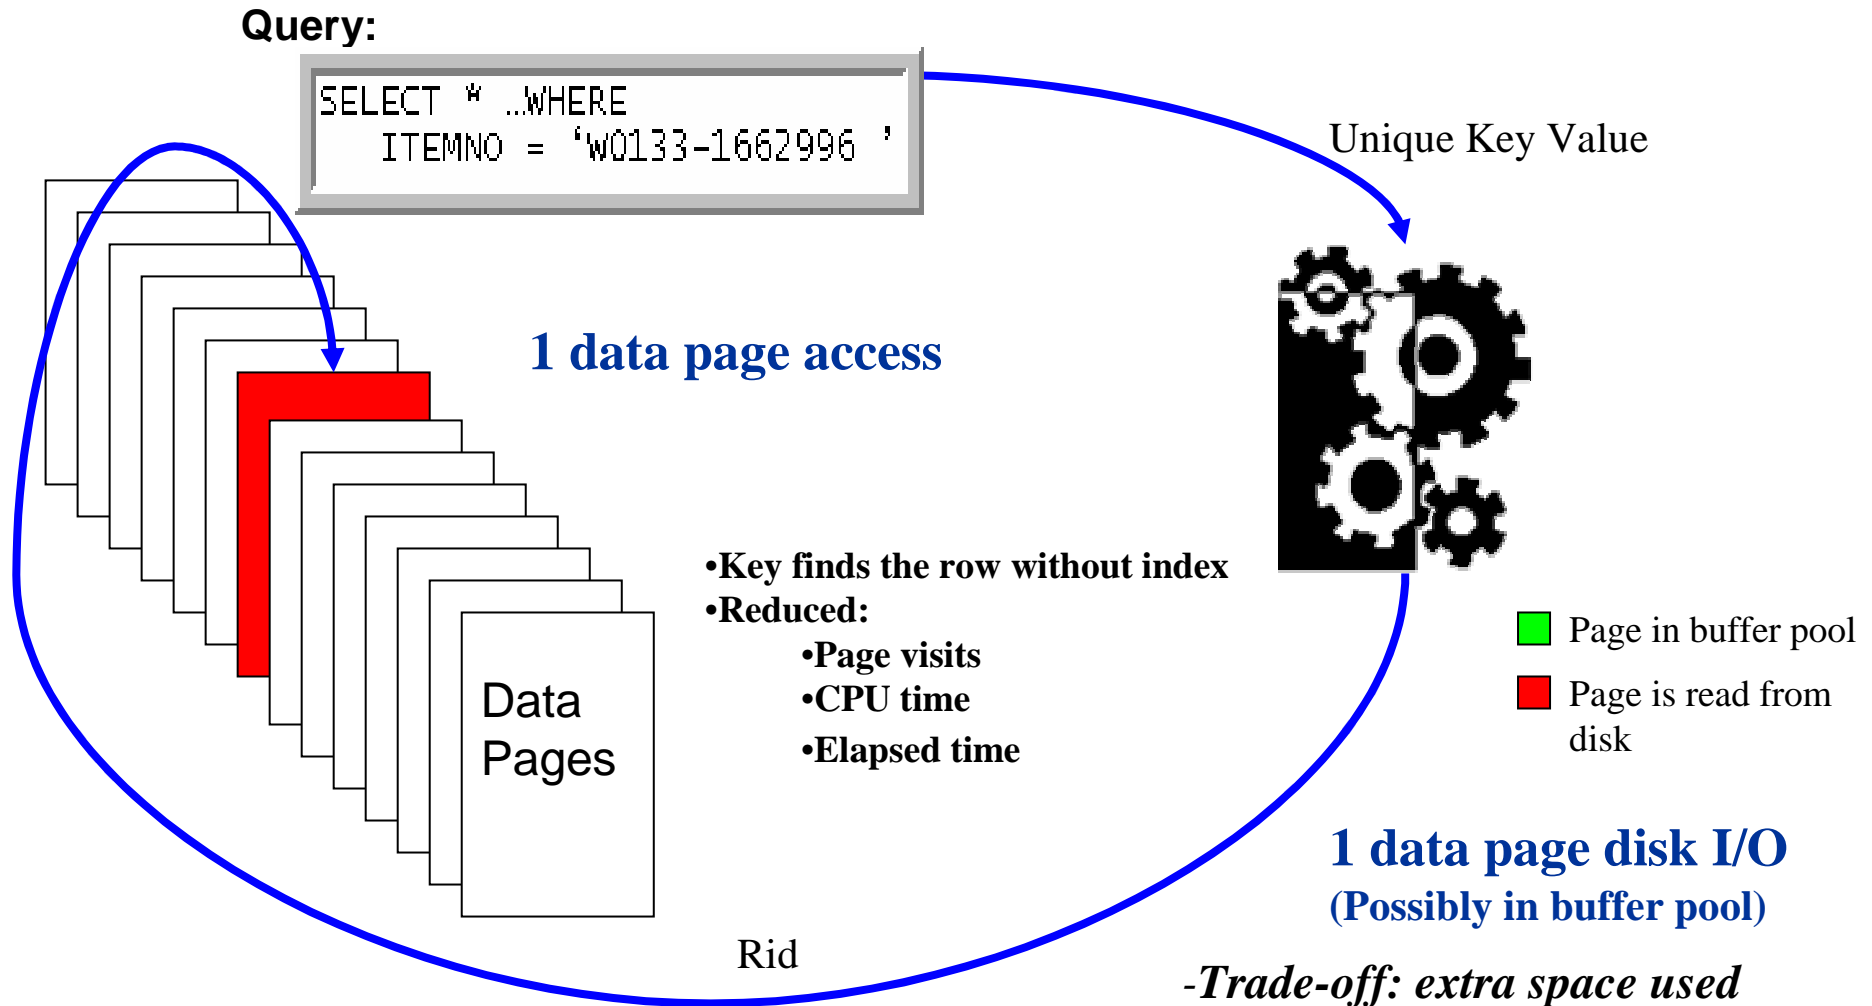 Query:
SELECT * …WHERE
ITEMNO = ‘W0133-1662996 ’
Unique Key Value
1 data page access
•Key finds the row without index
•Reduced:
•Page visits
•CPU time
•Elapsed time
Data
Pages
Page in buffer pool
Page is read from
disk
1 data page disk I/O
(Possibly in buffer pool)
Rid
-Trade-off: extra space used